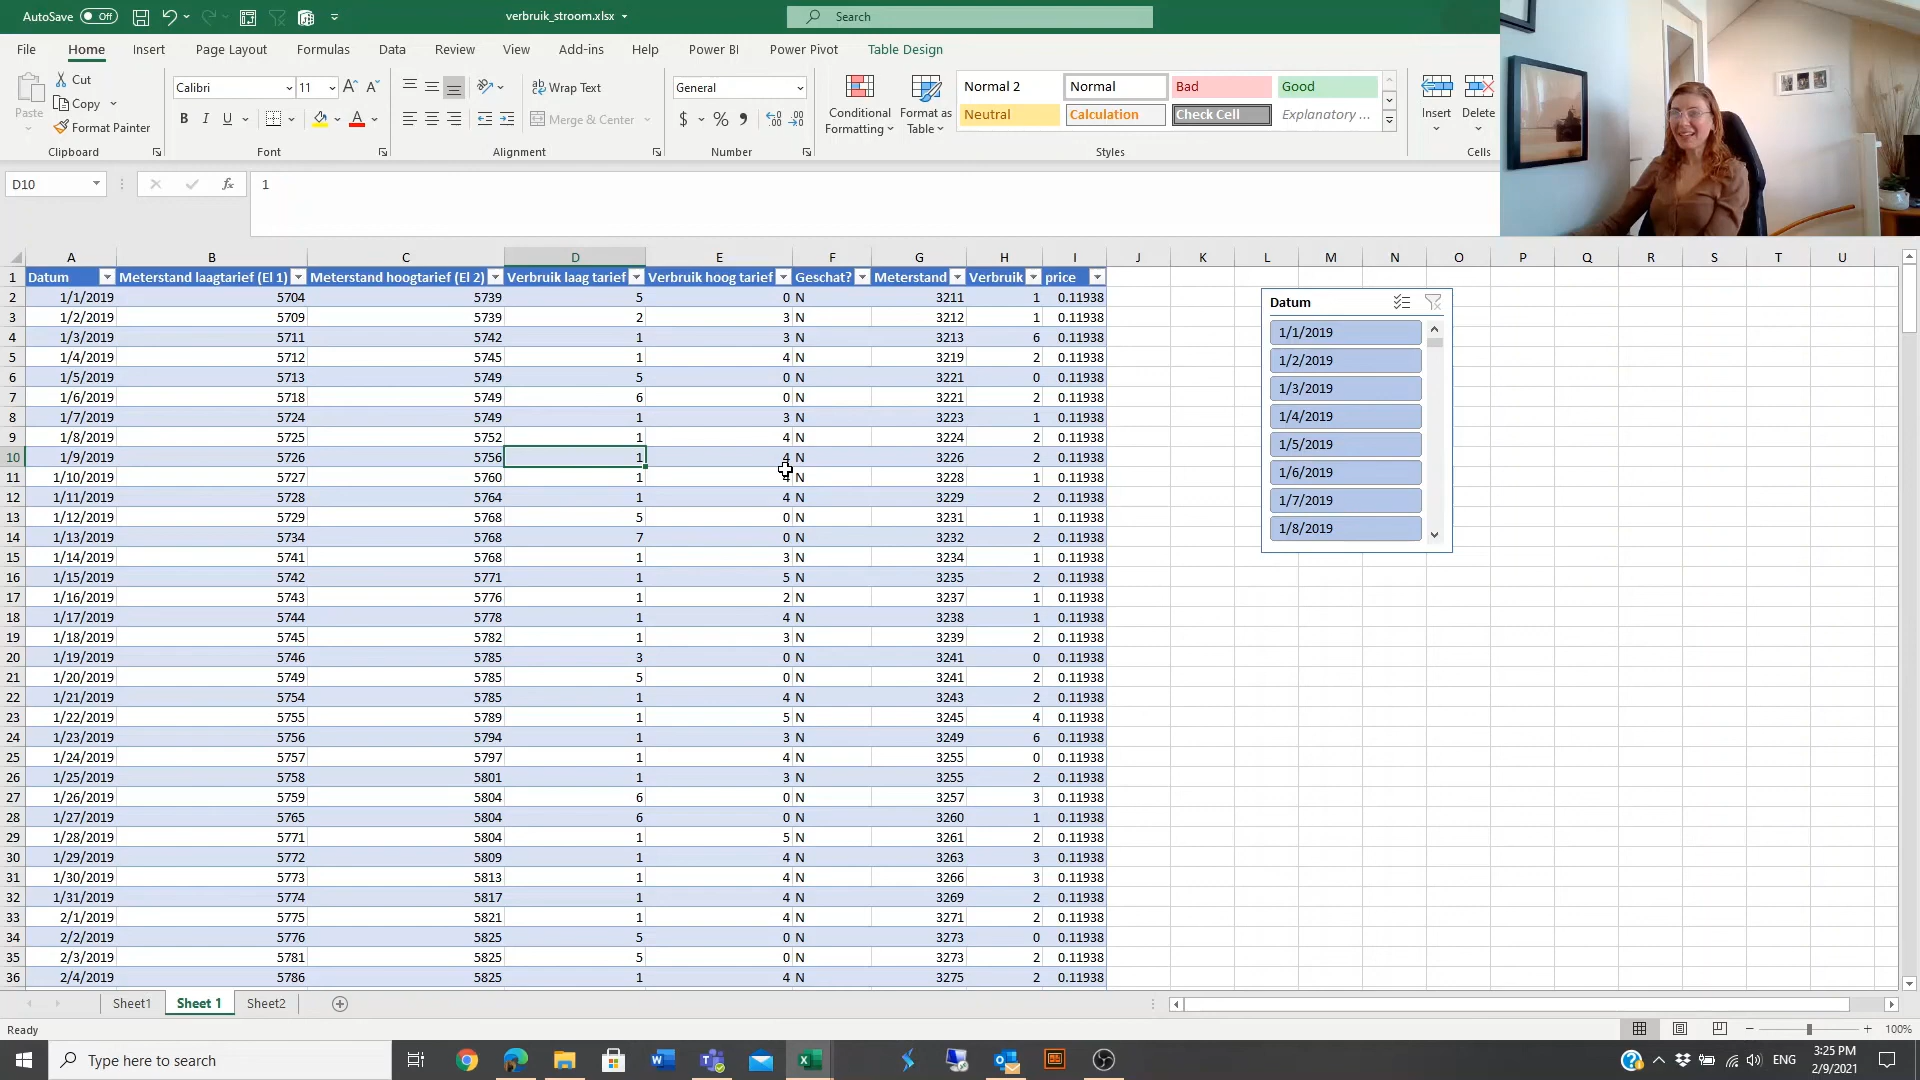 AutoSave Off verbruik_stroom.xlsx Search
File Home Insert Page Layout Formulas Data Review View Add-ins Help Power BI Power Pivot Table Design
Paste Cut Copy Format Painter Clipboard
Calibri 11 B I U Font
Wrap Text Merge & Center Alignment
General $ % Number
Conditional Formatting Format as Table
Normal 2 Normal Bad Good
Neutral Calculation Check Cell Explanatory ...
Styles
Insert Delete Cells
D10 fx 1
A B C D E F G H I J K L M N O P Q R S T U
1 Datum Meterstand laagtarief (El 1) Meterstand hoogtarief (El 2) Verbruik laag tarief Verbruik hoog tarief Geschat? Meterstand Verbruik price
2 1/1/2019 5704 5739 5 0 N 3211 1 0.11938
3 1/2/2019 5709 5739 2 3 N 3212 1 0.11938
4 1/3/2019 5711 5742 1 3 N 3213 6 0.11938
5 1/4/2019 5712 5745 1 4 N 3219 2 0.11938
6 1/5/2019 5713 5749 5 0 N 3221 0 0.11938
7 1/6/2019 5718 5749 6 0 N 3221 2 0.11938
8 1/7/2019 5724 5749 1 3 N 3223 1 0.11938
9 1/8/2019 5725 5752 1 4 N 3224 2 0.11938
10 1/9/2019 5726 5756 1 4 N 3226 2 0.11938
11 1/10/2019 5727 5760 1 4 N 3228 1 0.11938
12 1/11/2019 5728 5764 1 4 N 3229 2 0.11938
13 1/12/2019 5729 5768 5 0 N 3231 1 0.11938
14 1/13/2019 5734 5768 7 0 N 3232 2 0.11938
15 1/14/2019 5741 5768 1 3 N 3234 1 0.11938
16 1/15/2019 5742 5771 1 5 N 3235 2 0.11938
17 1/16/2019 5743 5776 1 2 N 3237 1 0.11938
18 1/17/2019 5744 5778 1 4 N 3238 1 0.11938
19 1/18/2019 5745 5782 1 3 N 3239 2 0.11938
20 1/19/2019 5746 5785 3 0 N 3241 0 0.11938
21 1/20/2019 5749 5785 5 0 N 3241 2 0.11938
22 1/21/2019 5754 5785 1 4 N 3243 2 0.11938
23 1/22/2019 5755 5789 1 5 N 3245 4 0.11938
24 1/23/2019 5756 5794 1 3 N 3249 6 0.11938
25 1/24/2019 5757 5797 1 4 N 3255 0 0.11938
26 1/25/2019 5758 5801 1 3 N 3255 2 0.11938
27 1/26/2019 5759 5804 6 0 N 3257 3 0.11938
28 1/27/2019 5765 5804 6 0 N 3260 1 0.11938
29 1/28/2019 5771 5804 1 5 N 3261 2 0.11938
30 1/29/2019 5772 5809 1 4 N 3263 3 0.11938
31 1/30/2019 5773 5813 1 4 N 3266 3 0.11938
32 1/31/2019 5774 5817 1 4 N 3269 2 0.11938
33 2/1/2019 5775 5821 1 4 N 3271 2 0.11938
34 2/2/2019 5776 5825 5 0 N 3273 0 0.11938
35 2/3/2019 5781 5825 5 0 N 3273 2 0.11938
36 2/4/2019 5786 5825 1 4 N 3275 2 0.11938
Datum
1/1/2019
1/2/2019
1/3/2019
1/4/2019
1/5/2019
1/6/2019
1/7/2019
1/8/2019
Sheet1 Sheet 1 Sheet2
Ready 100%
Type here to search ENG 3:25 PM
2/9/2021